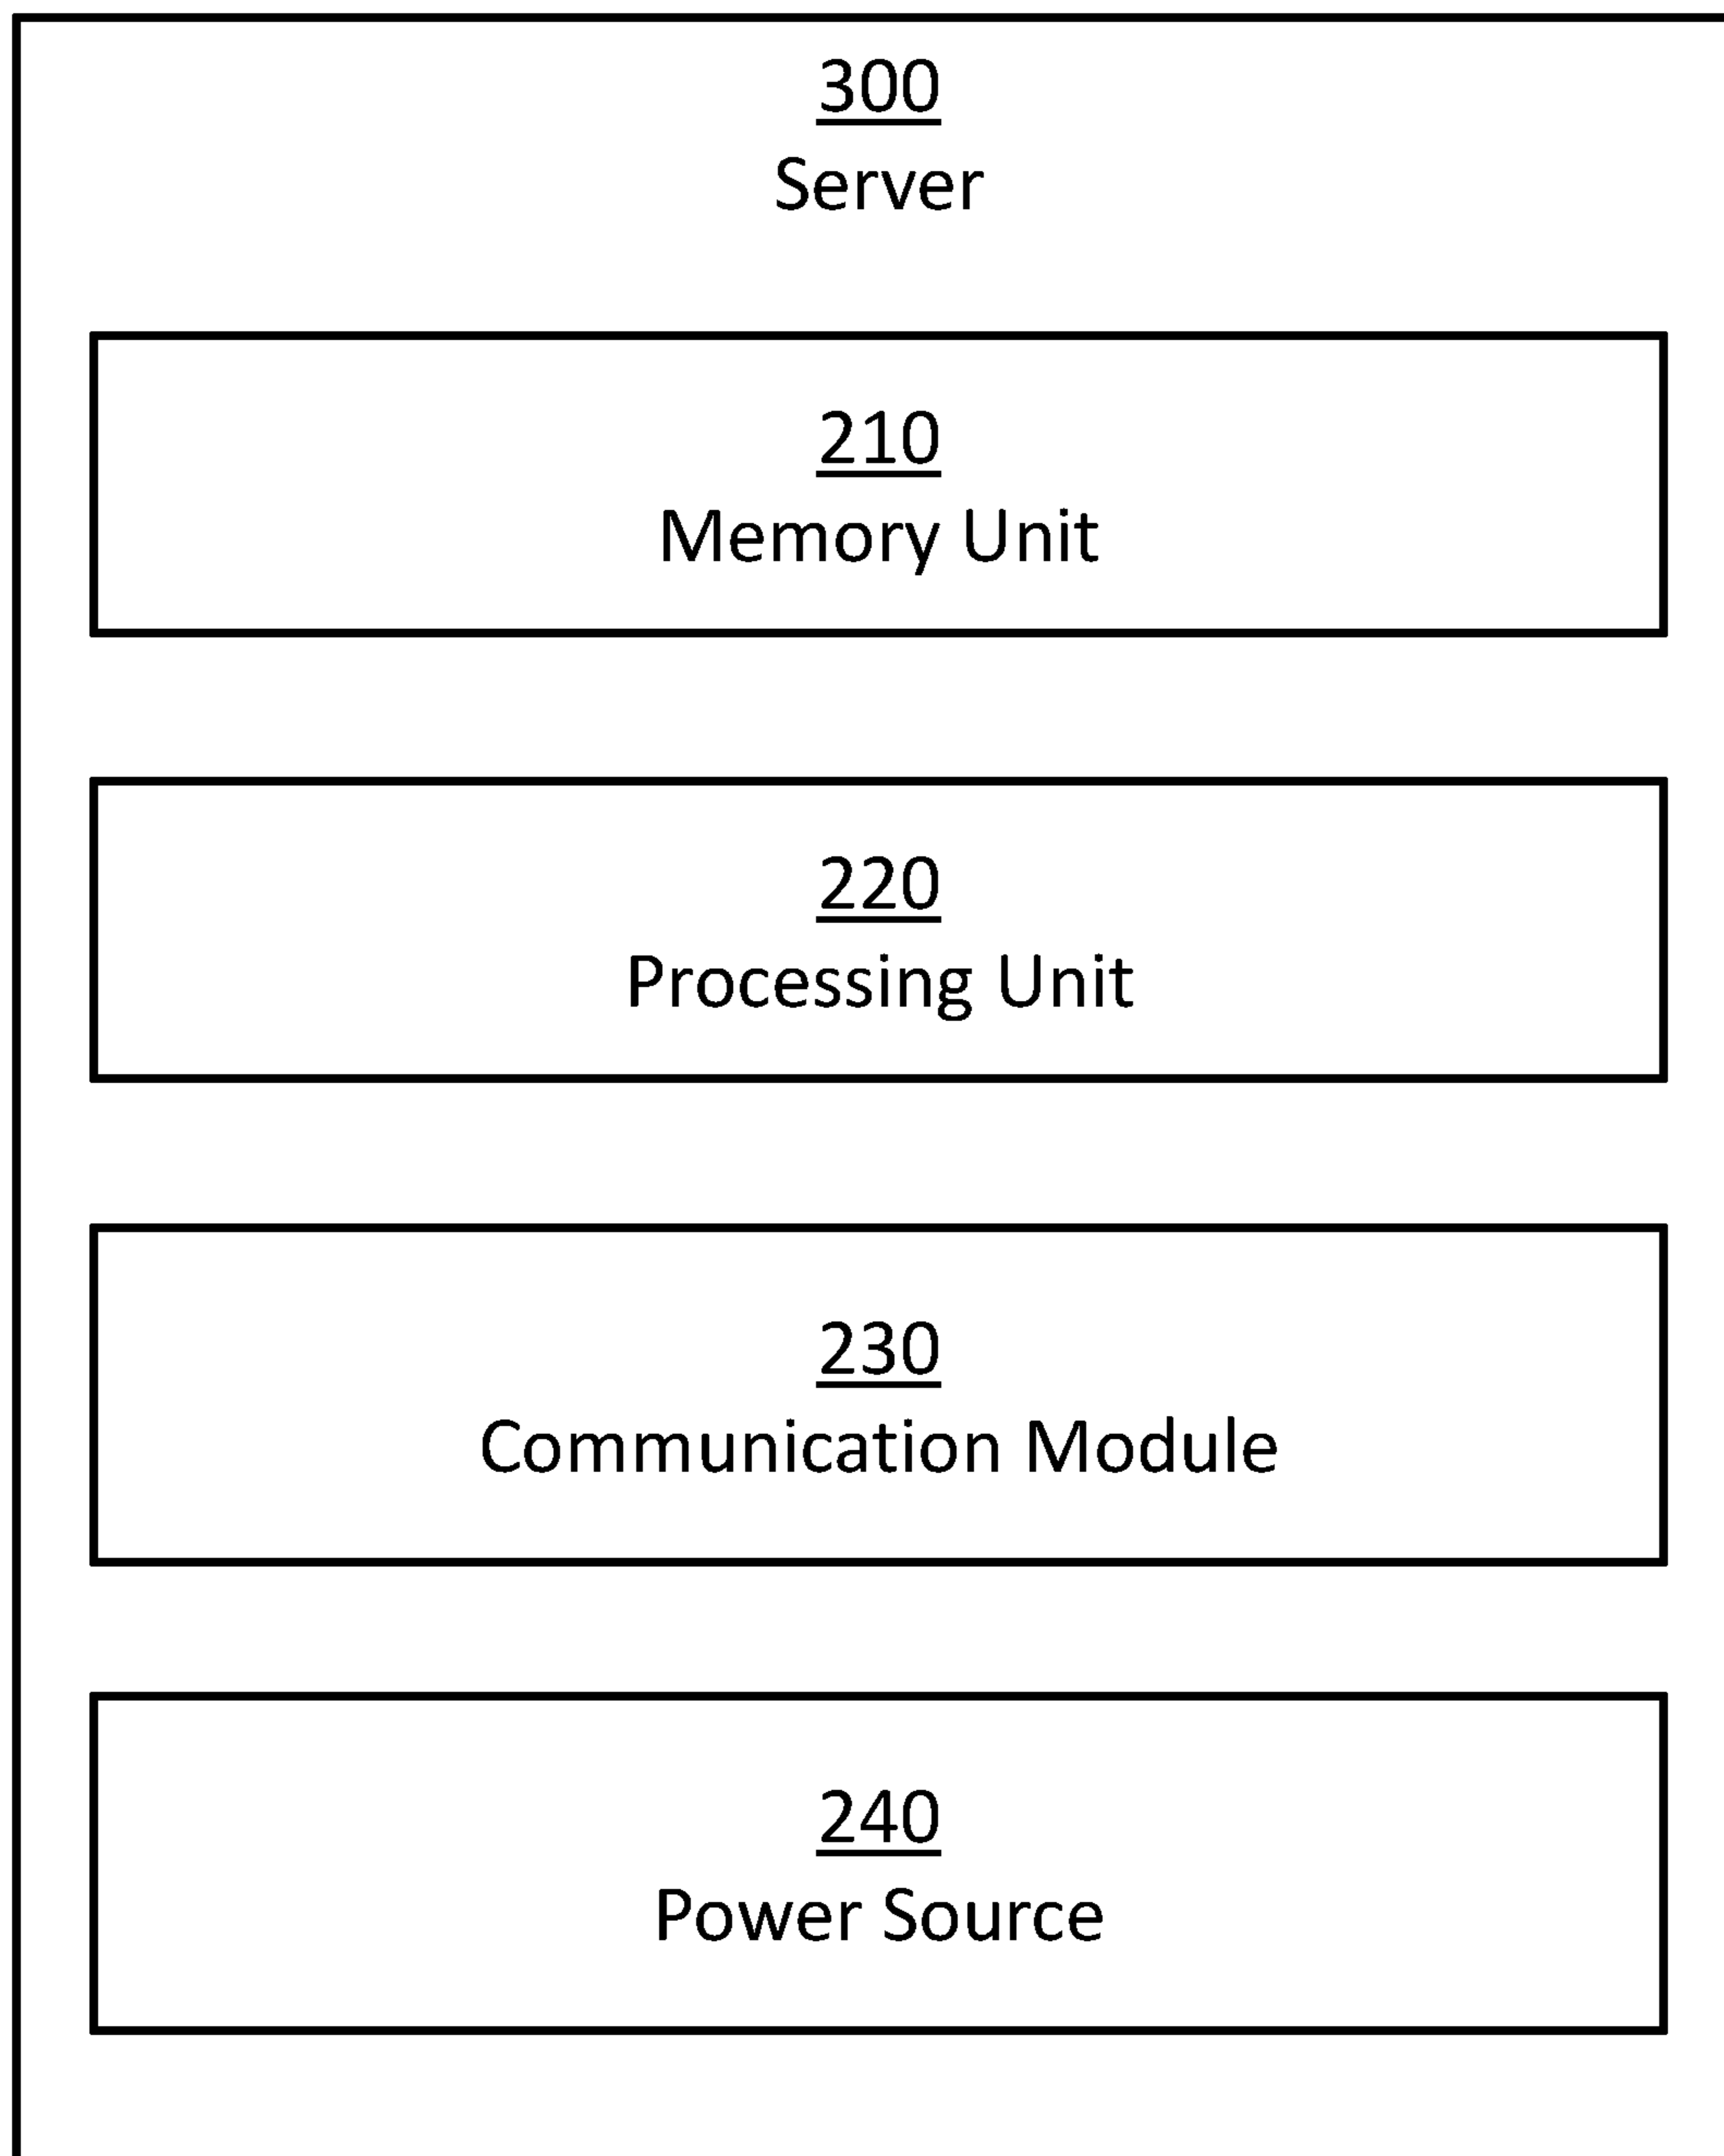 300
Server
210
Memory Unit
220
Processing Unit
230
Communication Module
240
Power Source